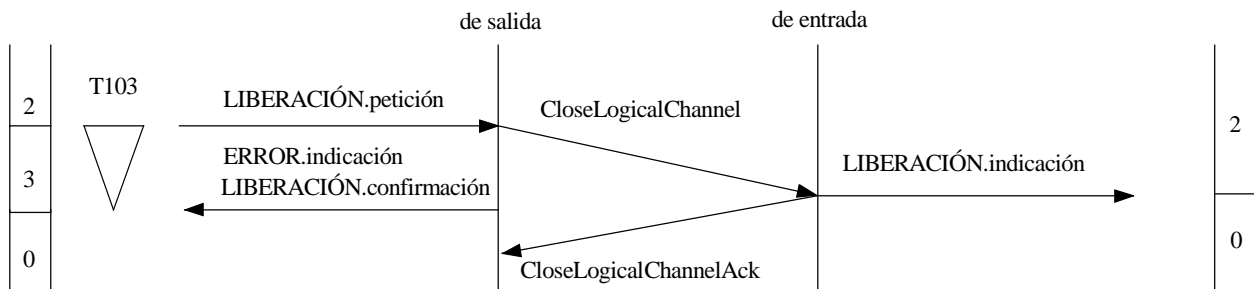 de salida
de entrada
T103
2
LIBERACIÓN.petición
CloseLogicalChannel
2
ERROR.indicación
LIBERACIÓN.indicación
3
LIBERACIÓN.confirmación
0
0
CloseLogicalChannelAck